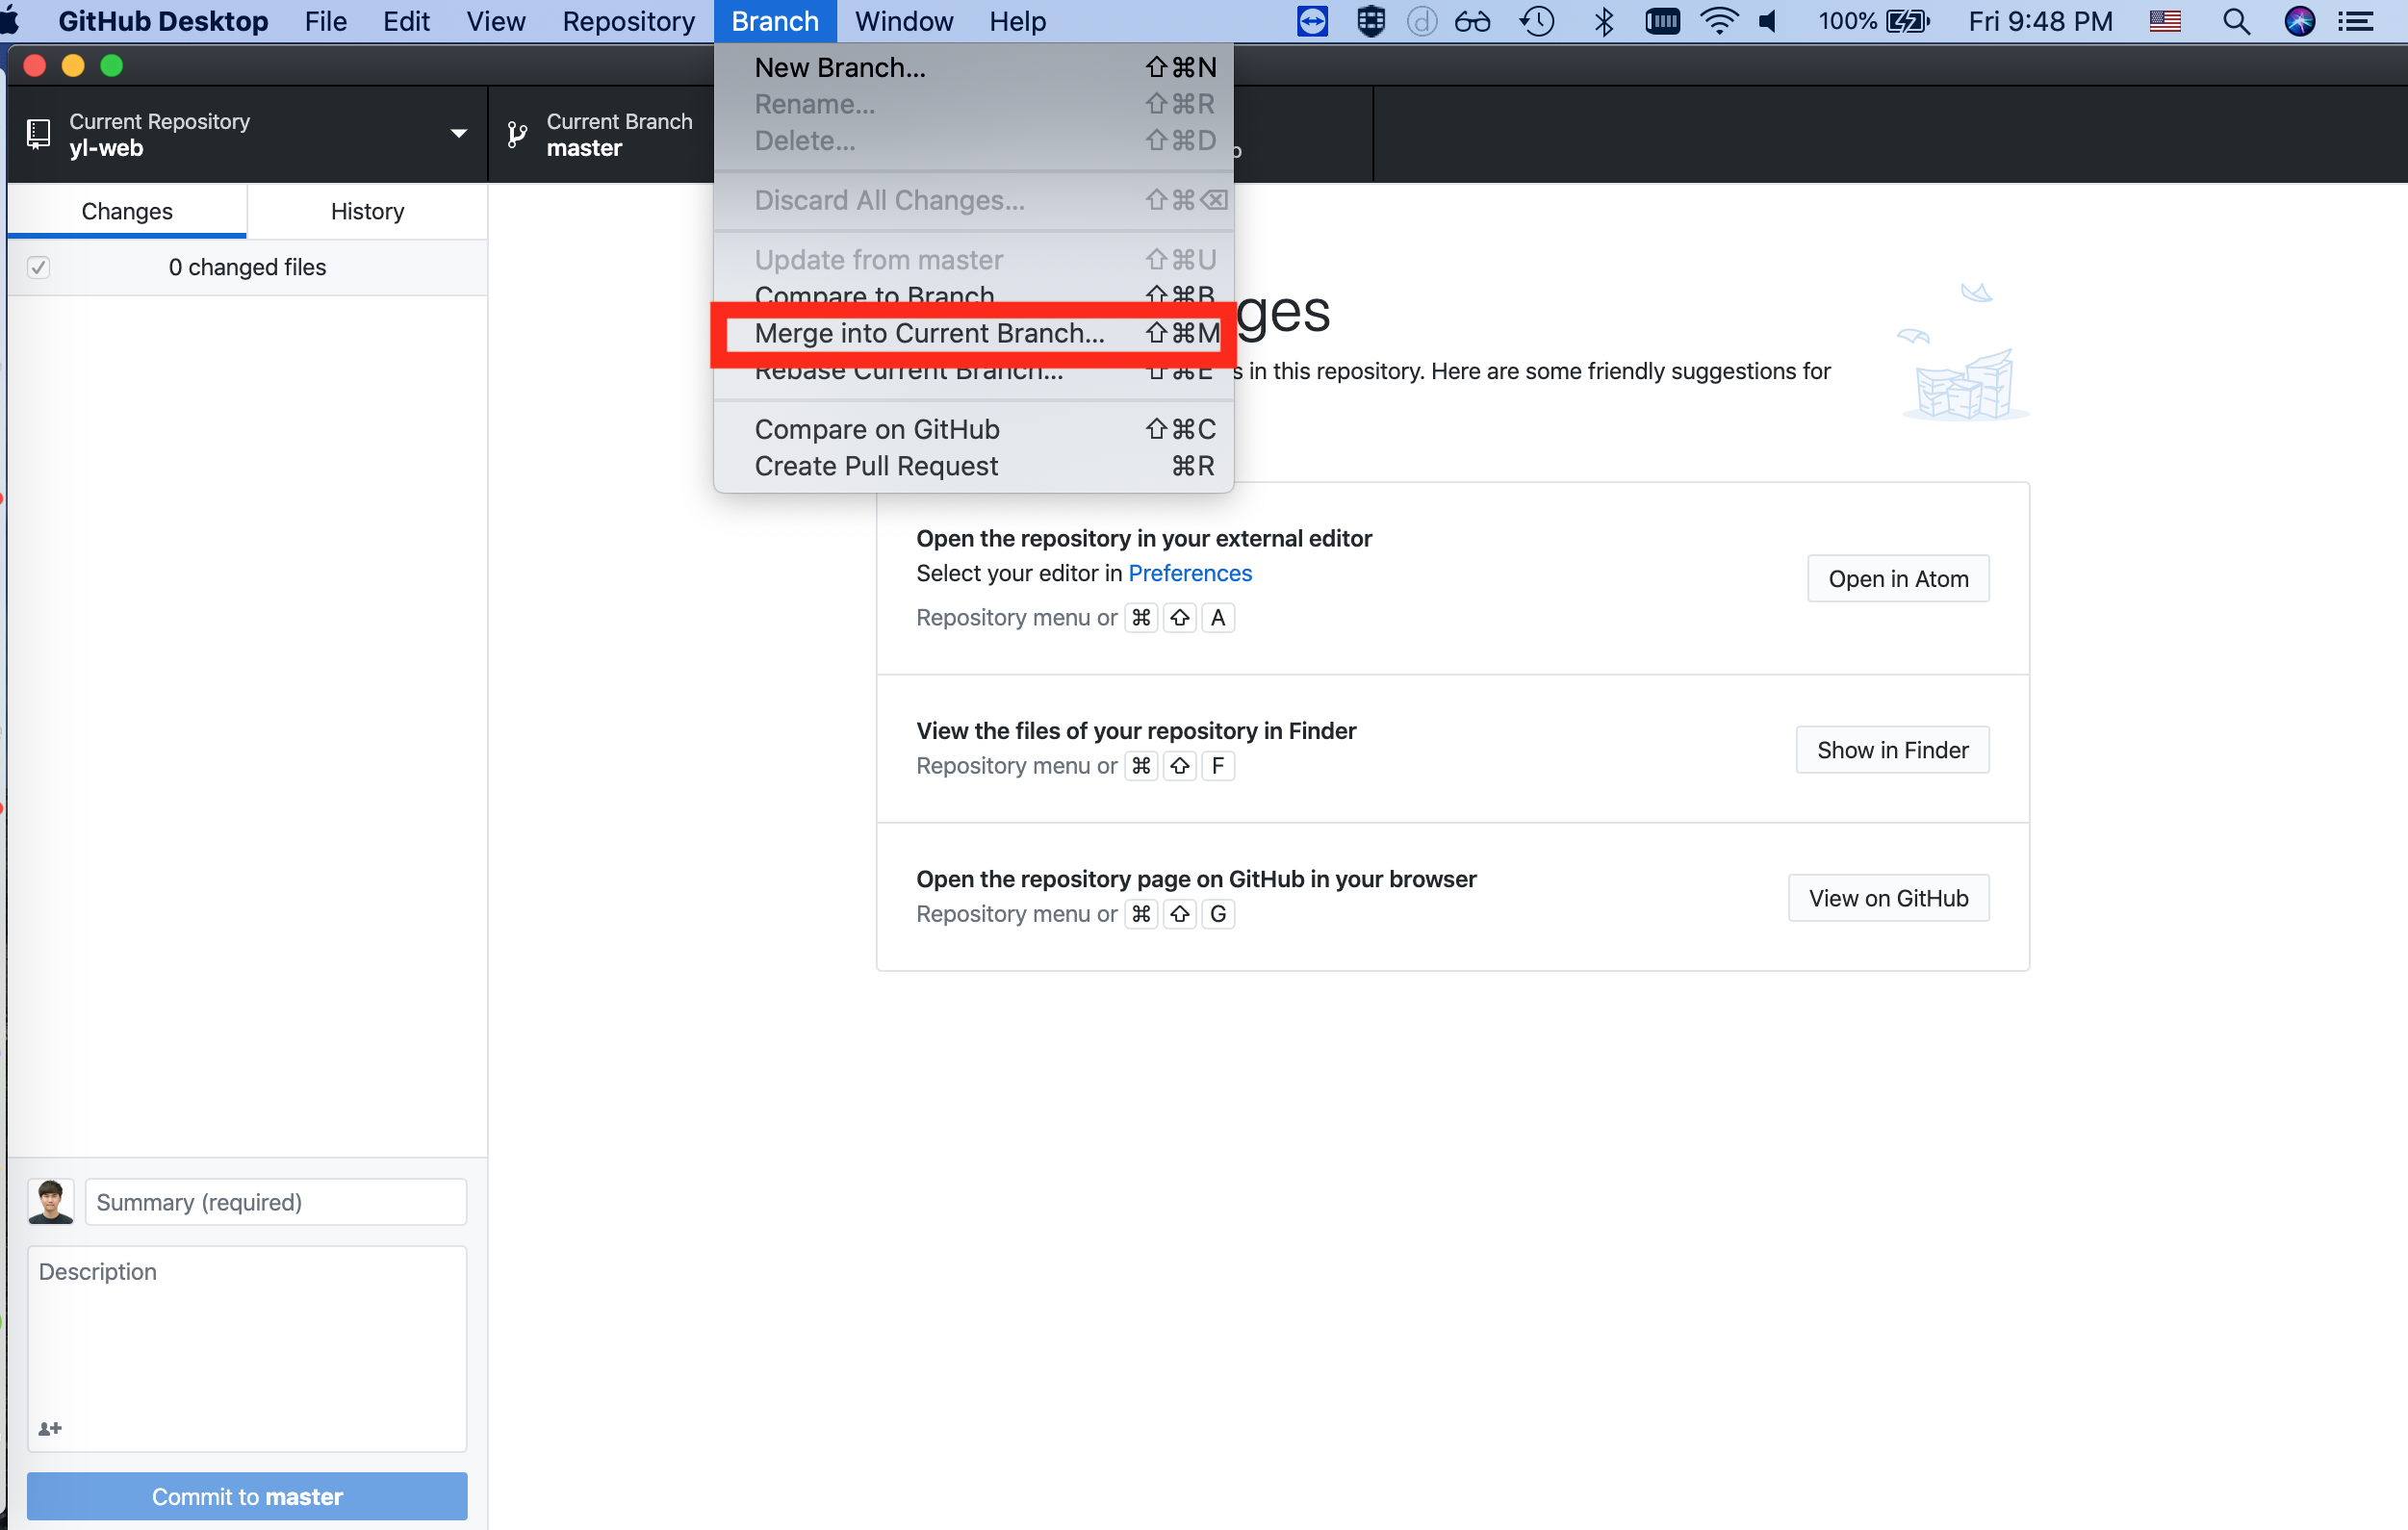 GitHub Desktop File Edit View Repository Branch Window Help 100% Fri 9:48 PM
New Branch... ⇧⌘N
Rename... ⇧⌘R
Delete... ⇧⌘D
Discard All Changes... ⇧⌘⌫
Update from master ⇧⌘U
Compare to Branch ⇧⌘B
Merge into Current Branch... ⇧⌘M
Rebase Current Branch... ⇧⌘E
Compare on GitHub ⇧⌘C
Create Pull Request ⌘R
Current Repository
yl-web
Current Branch
master
Changes History
0 changed files
ges
s in this repository. Here are some friendly suggestions for
Open the repository in your external editor
Select your editor in Preferences
Repository menu or ⌘ ⇧ A
Open in Atom
View the files of your repository in Finder
Repository menu or ⌘ ⇧ F
Show in Finder
Open the repository page on GitHub in your browser
Repository menu or ⌘ ⇧ G
View on GitHub
Summary (required)
Description
Commit to master